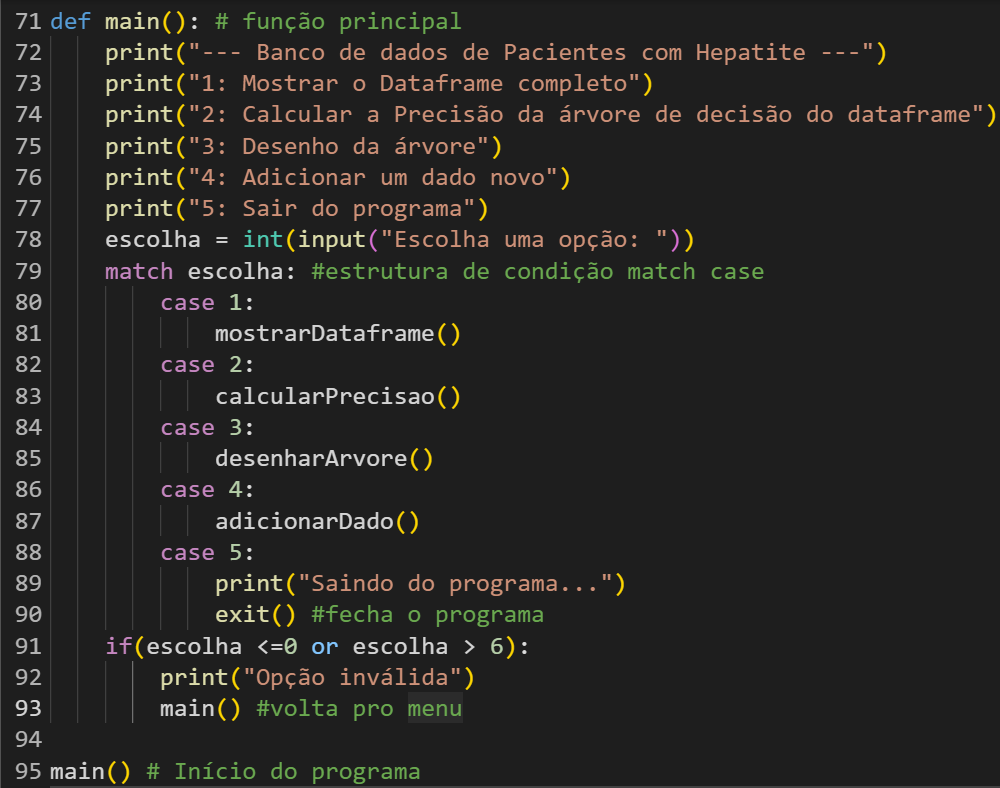 71 def main(): # função principal
72     print("--- Banco de dados de Pacientes com Hepatite ---")
73     print("1: Mostrar o Dataframe completo")
74     print("2: Calcular a Precisão da árvore de decisão do dataframe")
75     print("3: Desenho da árvore")
76     print("4: Adicionar um dado novo")
77     print("5: Sair do programa")
78     escolha = int(input("Escolha uma opção: "))
79     match escolha: #estrutura de condição match case
80         case 1:
81             mostrarDataframe()
82         case 2:
83             calcularPrecisao()
84         case 3:
85             desenharArvore()
86         case 4:
87             adicionarDado()
88         case 5:
89             print("Saindo do programa...")
90             exit() #fecha o programa
91     if(escolha <=0 or escolha > 6):
92         print("Opção inválida")
93         main() #volta pro menu
94
95 main() # Início do programa